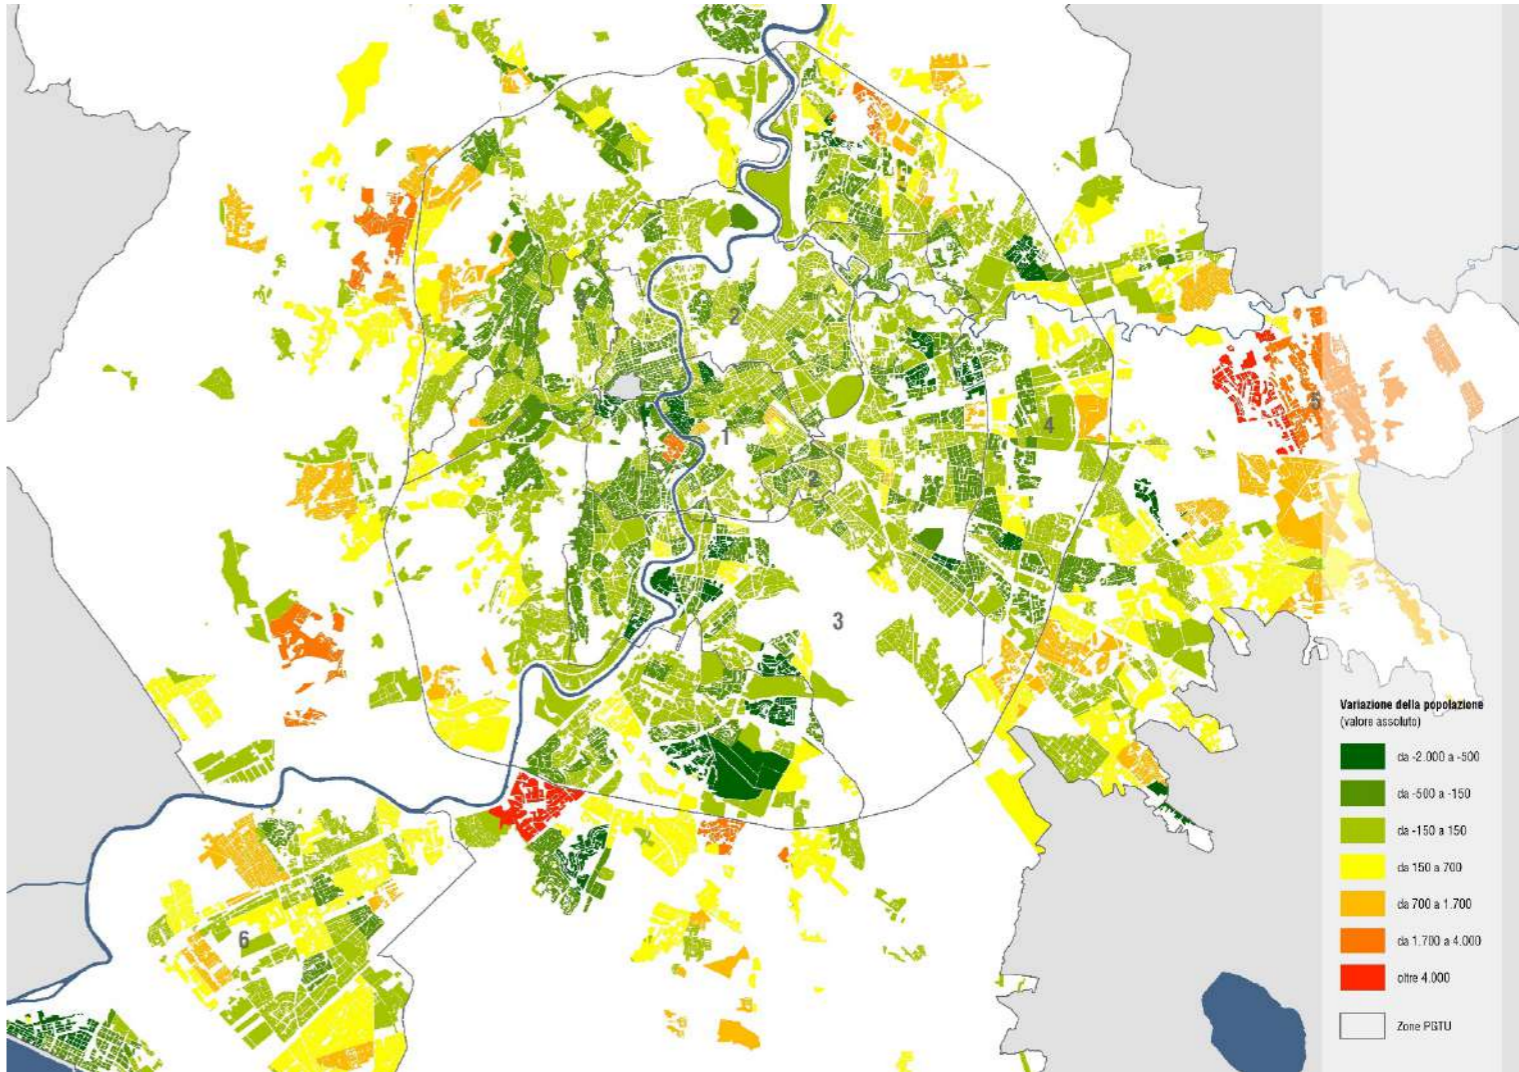 2
1
2
4
5
3
6
Variazione della popolazione
(valore assoluto)
da -2.000 a -500
da -500 a -150
da -150 a 150
da 150 a 700
da 700 a 1.700
da 1.700 a 4.000
oltre 4.000
Zone PGTU